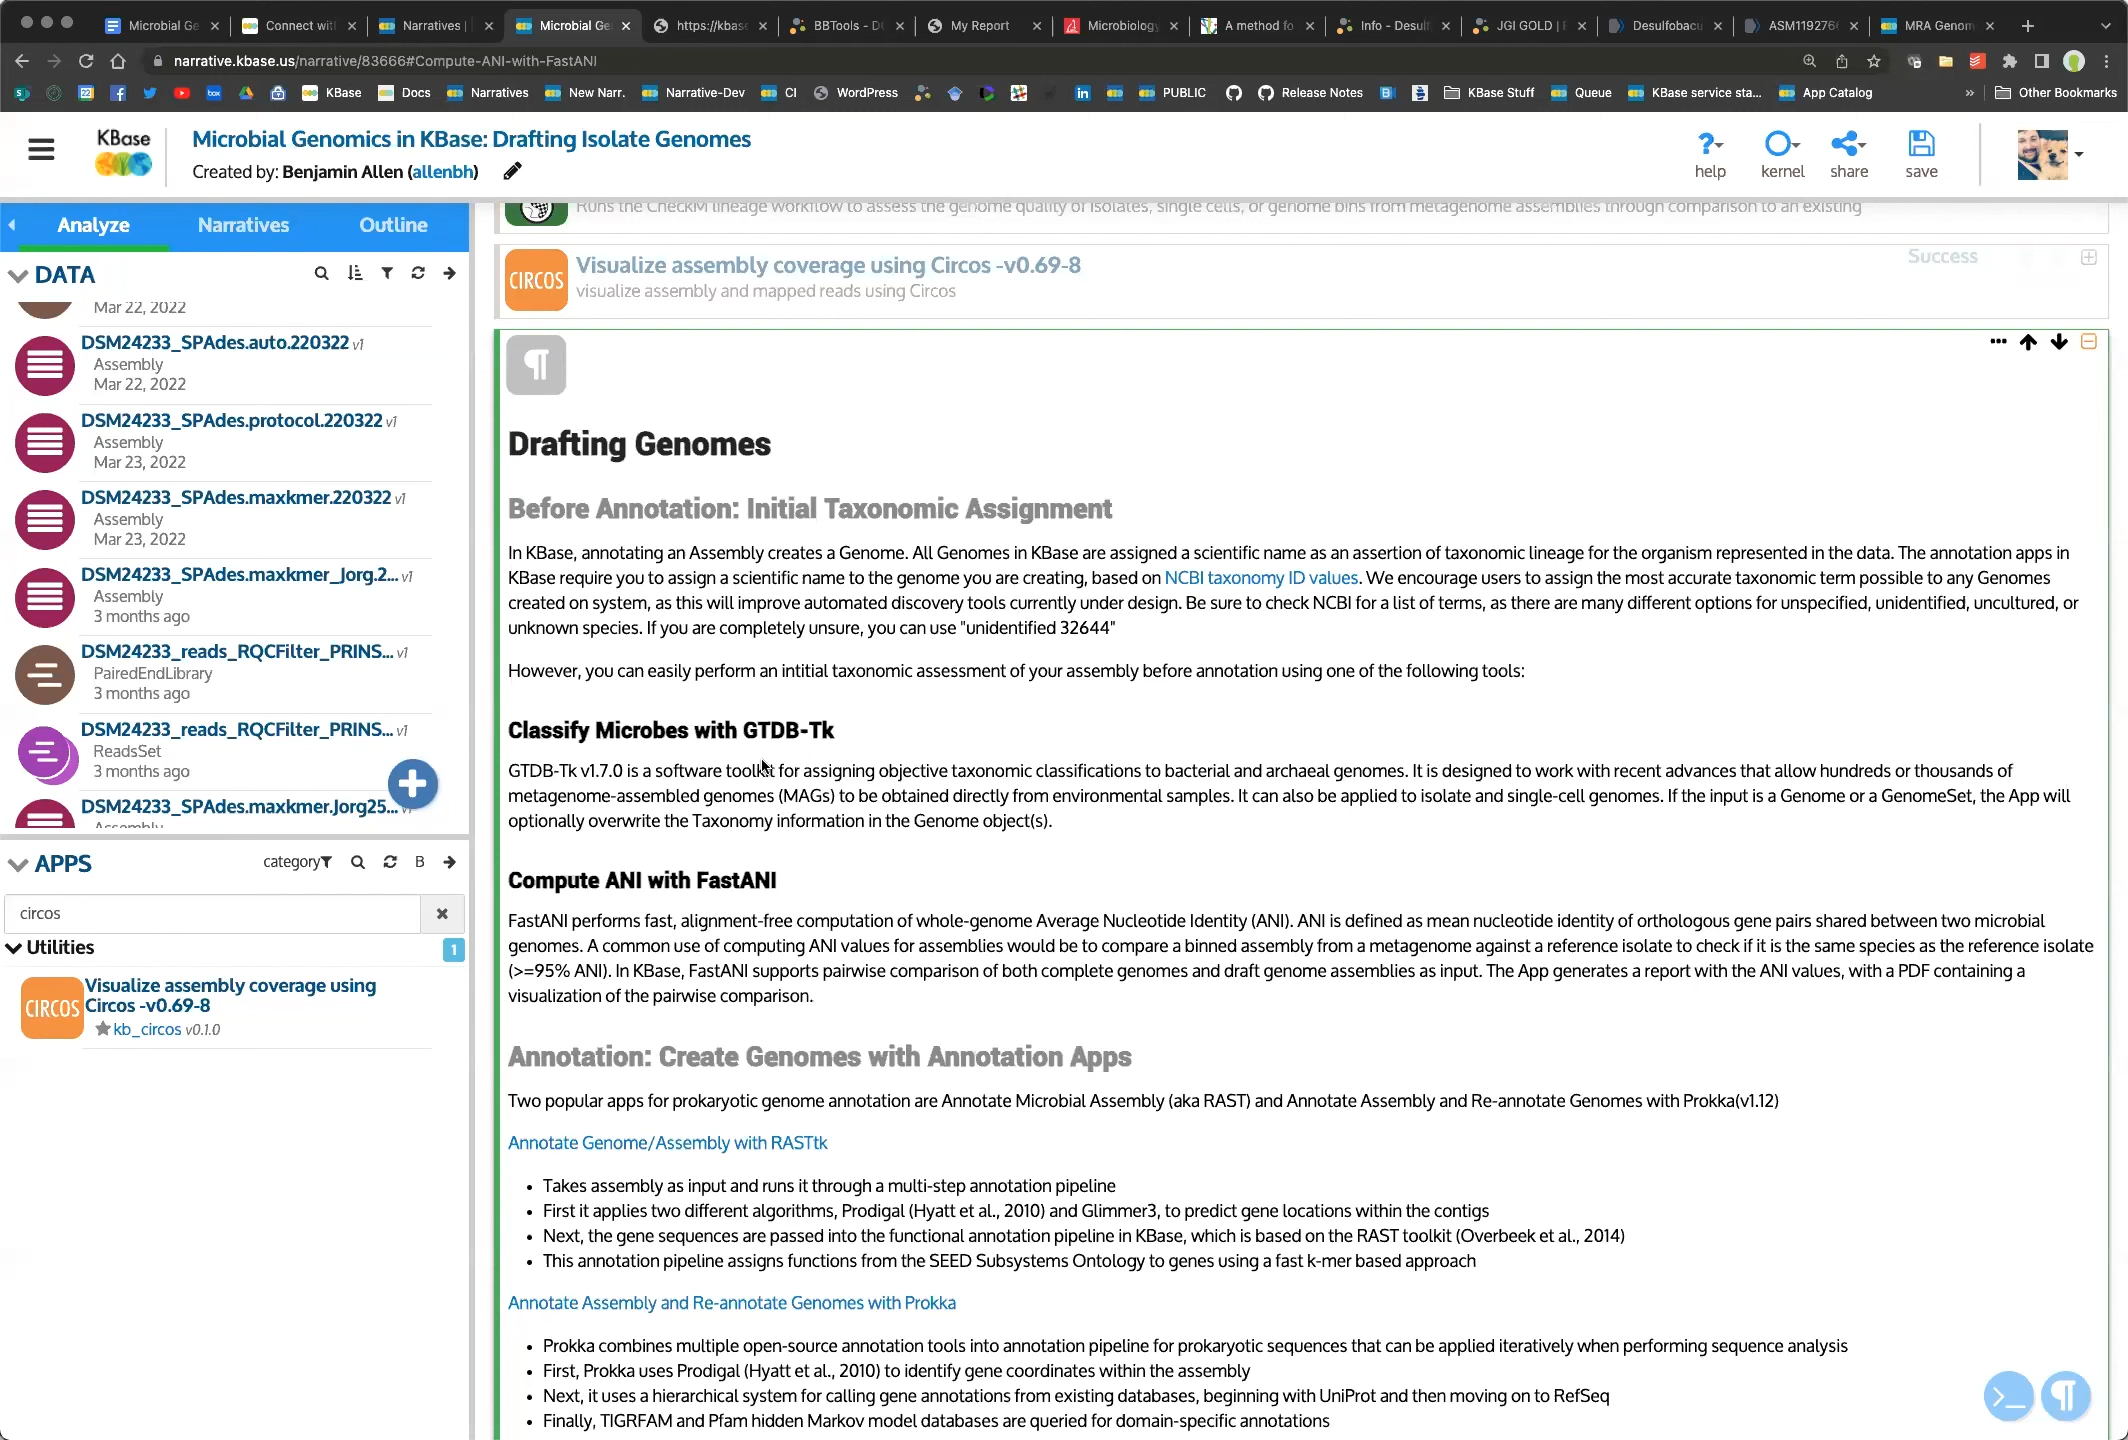 Microbial Ge
Connect wit
Narratives |
Microbial Ge
https://kbas
BBTools - D
My Report
Microbiology
A method fo
Info - Desul
JGI GOLD |
Desulfobacu
ASM119276
MRA Genom
narrative.kbase.us/narrative/83666#Compute-ANI-with-FastANI
KBase
Docs
Narratives
New Narr.
Narrative-Dev
CI
WordPress
PUBLIC
Release Notes
KBase Stuff
Queue
KBase service sta...
App Catalog
»
Other Bookmarks
KBase
Microbial Genomics in KBase: Drafting Isolate Genomes
Created by: Benjamin Allen (allenbh)
help
kernel
share
save
Analyze
Narratives
Outline
DATA
Mar 22, 2022
DSM24233_SPAdes.auto.220322 v1
Assembly
Mar 22, 2022
DSM24233_SPAdes.protocol.220322 v1
Assembly
Mar 23, 2022
DSM24233_SPAdes.maxkmer.220322 v1
Assembly
Mar 23, 2022
DSM24233_SPAdes.maxkmer_Jorg.2... v1
Assembly
3 months ago
DSM24233_reads_RQCFilter_PRINS... v1
PairedEndLibrary
3 months ago
DSM24233_reads_RQCFilter_PRINS... v1
ReadsSet
3 months ago
DSM24233_SPAdes.maxkmer.Jorg25...
Assembly
APPS
category
B
circos
Utilities
1
CIRCOS
Visualize assembly coverage using
Circos -v0.69-8
kb_circos v0.1.0
Runs the CheckM lineage workflow to assess the genome quality of isolates, single cells, or genome bins from metagenome assemblies through comparison to an existing
CIRCOS
Visualize assembly coverage using Circos -v0.69-8
visualize assembly and mapped reads using Circos
Success
Drafting Genomes
Before Annotation: Initial Taxonomic Assignment
In KBase, annotating an Assembly creates a Genome. All Genomes in KBase are assigned a scientific name as an assertion of taxonomic lineage for the organism represented in the data. The annotation apps in
KBase require you to assign a scientific name to the genome you are creating, based on NCBI taxonomy ID values. We encourage users to assign the most accurate taxonomic term possible to any Genomes
created on system, as this will improve automated discovery tools currently under design. Be sure to check NCBI for a list of terms, as there are many different options for unspecified, unidentified, uncultured, or
unknown species. If you are completely unsure, you can use "unidentified 32644"
However, you can easily perform an intitial taxonomic assessment of your assembly before annotation using one of the following tools:
Classify Microbes with GTDB-Tk
GTDB-Tk v1.7.0 is a software toolkit for assigning objective taxonomic classifications to bacterial and archaeal genomes. It is designed to work with recent advances that allow hundreds or thousands of
metagenome-assembled genomes (MAGs) to be obtained directly from environmental samples. It can also be applied to isolate and single-cell genomes. If the input is a Genome or a GenomeSet, the App will
optionally overwrite the Taxonomy information in the Genome object(s).
Compute ANI with FastANI
FastANI performs fast, alignment-free computation of whole-genome Average Nucleotide Identity (ANI). ANI is defined as mean nucleotide identity of orthologous gene pairs shared between two microbial
genomes. A common use of computing ANI values for assemblies would be to compare a binned assembly from a metagenome against a reference isolate to check if it is the same species as the reference isolate
(>=95% ANI). In KBase, FastANI supports pairwise comparison of both complete genomes and draft genome assemblies as input. The App generates a report with the ANI values, with a PDF containing a
visualization of the pairwise comparison.
Annotation: Create Genomes with Annotation Apps
Two popular apps for prokaryotic genome annotation are Annotate Microbial Assembly (aka RAST) and Annotate Assembly and Re-annotate Genomes with Prokka(v1.12)
Annotate Genome/Assembly with RASTtk
• Takes assembly as input and runs it through a multi-step annotation pipeline
• First it applies two different algorithms, Prodigal (Hyatt et al., 2010) and Glimmer3, to predict gene locations within the contigs
• Next, the gene sequences are passed into the functional annotation pipeline in KBase, which is based on the RAST toolkit (Overbeek et al., 2014)
• This annotation pipeline assigns functions from the SEED Subsystems Ontology to genes using a fast k-mer based approach
Annotate Assembly and Re-annotate Genomes with Prokka
• Prokka combines multiple open-source annotation tools into annotation pipeline for prokaryotic sequences that can be applied iteratively when performing sequence analysis
• First, Prokka uses Prodigal (Hyatt et al., 2010) to identify gene coordinates within the assembly
• Next, it uses a hierarchical system for calling gene annotations from existing databases, beginning with UniProt and then moving on to RefSeq
• Finally, TIGRFAM and Pfam hidden Markov model databases are queried for domain-specific annotations